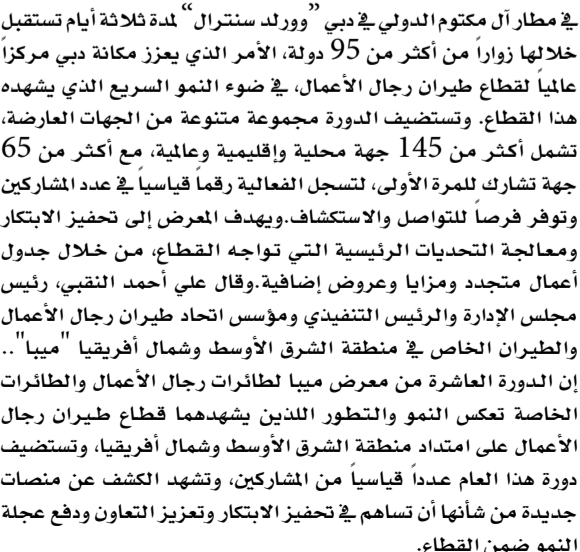 في مطار آل مكتوم الدولي في دبي ”وورلد سنترال“ لمدة ثلاثة أيام تستقبل
خلالها زواراً من أكثر من 95 دولة، الأمر الذي يعزز مكانة دبي مركزاً
عالمياً لقطاع طيران رجال الأعمال، في ضوء النمو السريع الذي يشهده
هذا القطاع. وتستضيف الدورة مجموعة متنوعة من الجهات العارضة،
تشمل أكثر من 145 جهة محلية وإقليمية وعالمية، مع أكثر من 65
جهة تشارك للمرة الأولى، لتسجل الفعالية رقماً قياسياً في عدد المشاركين
وتوفر فرصاً للتواصل والاستكشاف.ويهدف المعرض إلى تحفيز الابتكار
ومعالجة التحديات الرئيسية التي تواجه القطاع، من خلال جدول
أعمال متجدد ومزايا وعروض إضافية.وقال علي أحمد النقبي، رئيس
مجلس الإدارة والرئيس التنفيذي ومؤسس اتحاد طيران رجال الأعمال
والطيران الخاص في منطقة الشرق الأوسط وشمال أفريقيا "ميبا"..
إن الدورة العاشرة من معرض ميبا لطائرات رجال الأعمال والطائرات
الخاصة تعكس النمو والتطور اللذين يشهدهما قطاع طيران رجال
الأعمال على امتداد منطقة الشرق الأوسط وشمال أفريقيا، وتستضيف
دورة هذا العام عدداً قياسياً من المشاركين، وتشهد الكشف عن منصات
جديدة من شأنها أن تساهم في تحفيز الابتكار وتعزيز التعاون ودفع عجلة
النمو ضمن القطاع.